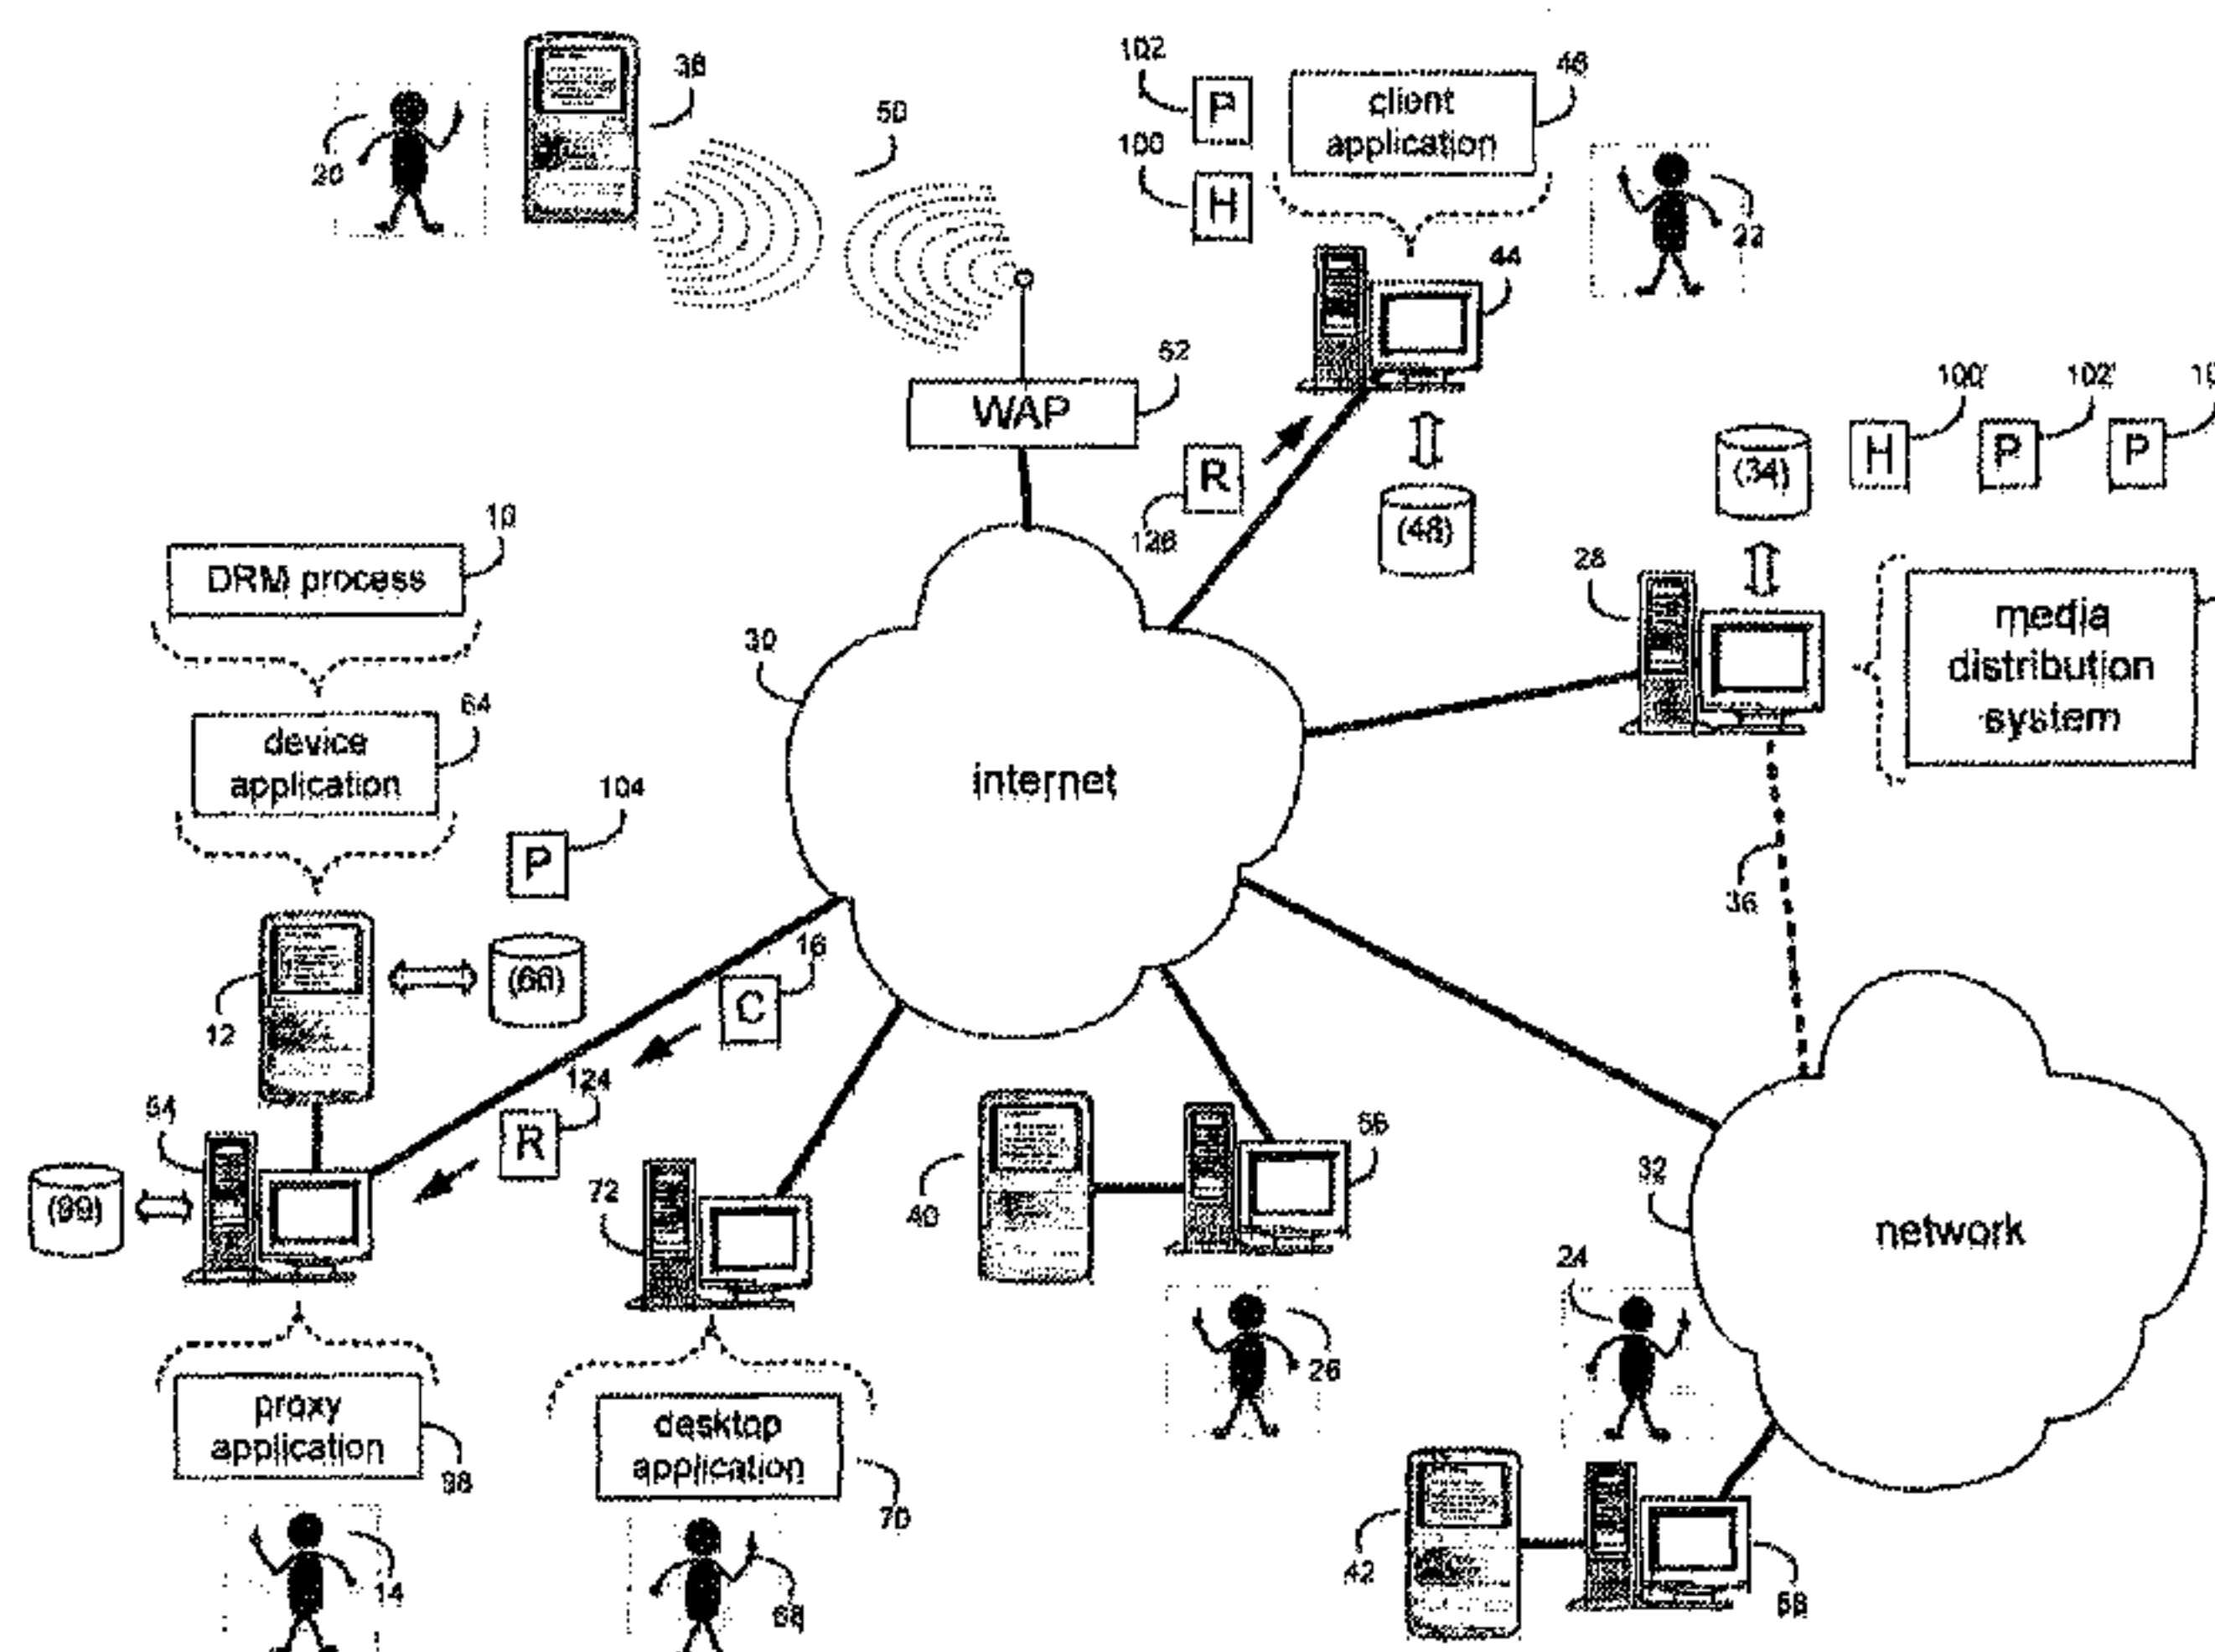 102
46
38
P
client
application
50
100
20
H
22
44
52
WAP
100'
102'
10
H
P
P
(34)
R
126
(48)
10
DRM process
28
media
distribution
system
30
64
device
application
internet
104
P
36
16
(66)
C
12
124
54
R
(99)
72
40
56
32
network
24
26
proxy
application
98
desktop
application
70
14
68
42
58